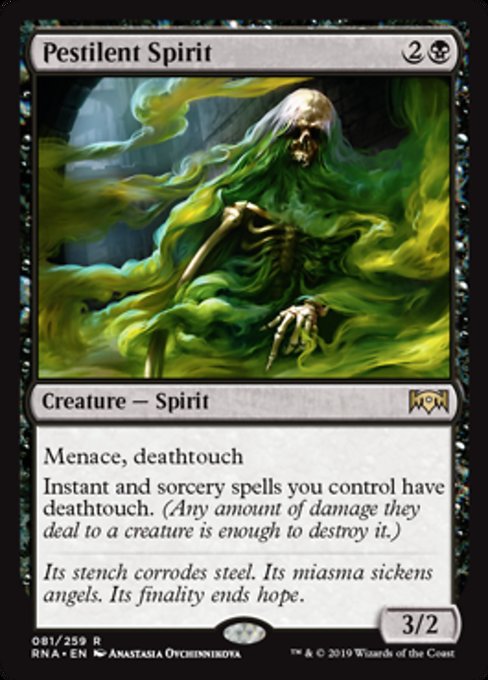 Pestilent Spirit 2
Creature — Spirit
Menace, deathtouch
Instant and sorcery spells you control have
deathtouch. (Any amount of damage they
deal to a creature is enough to destroy it.)
Its stench corrodes steel. Its miasma sickens
angels. Its finality ends hope.
3/2
081/259 R
RNA • EN Anastasia Ovchinnikova
™ & © 2019 Wizards of the Coast